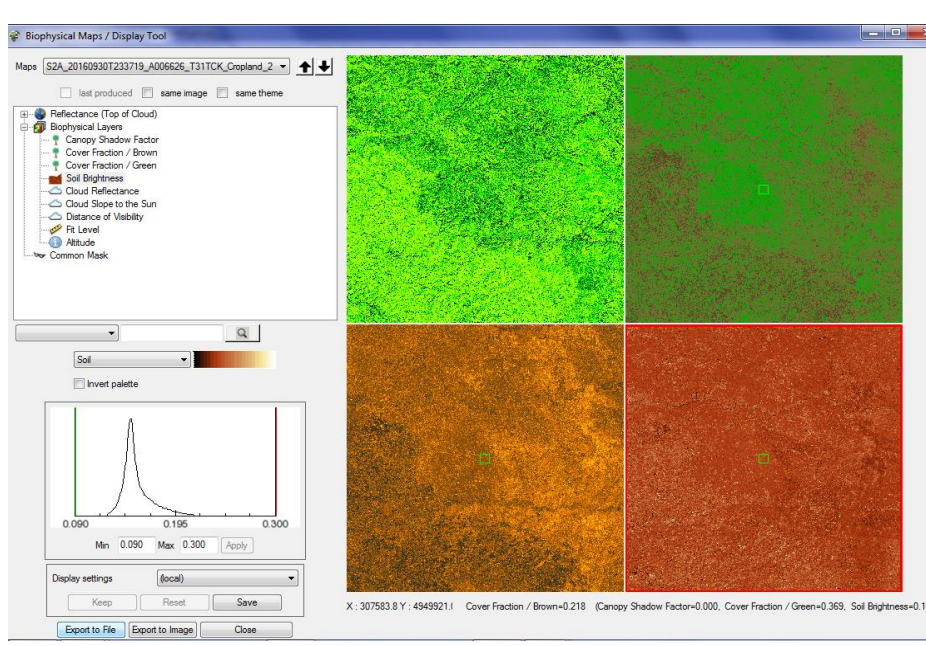 Biophysical Maps / Display Tool
Maps S2A_20160930T233719_A006626_T31TCK_Cropland_2
last produced same image same theme
Reflectance (Top of Cloud)
Biophysical Layers
Canopy Shadow Factor
Cover Fraction / Brown
Cover Fraction / Green
Soil Brightness
Cloud Reflectance
Cloud Slope to the Sun
Distance of Visibility
Fit Level
Altitude
Common Mask
Soil
Invert palette
0.090 0.195 0.300
Min 0.090 Max 0.300 Apply
Display settings (local)
Keep Reset Save
Export to File Export to Image Close
X : 307583.8 Y : 4949921.( Cover Fraction / Brown=0.218 (Canopy Shadow Factor=0.000, Cover Fraction / Green=0.369, Soil Brightness=0.1